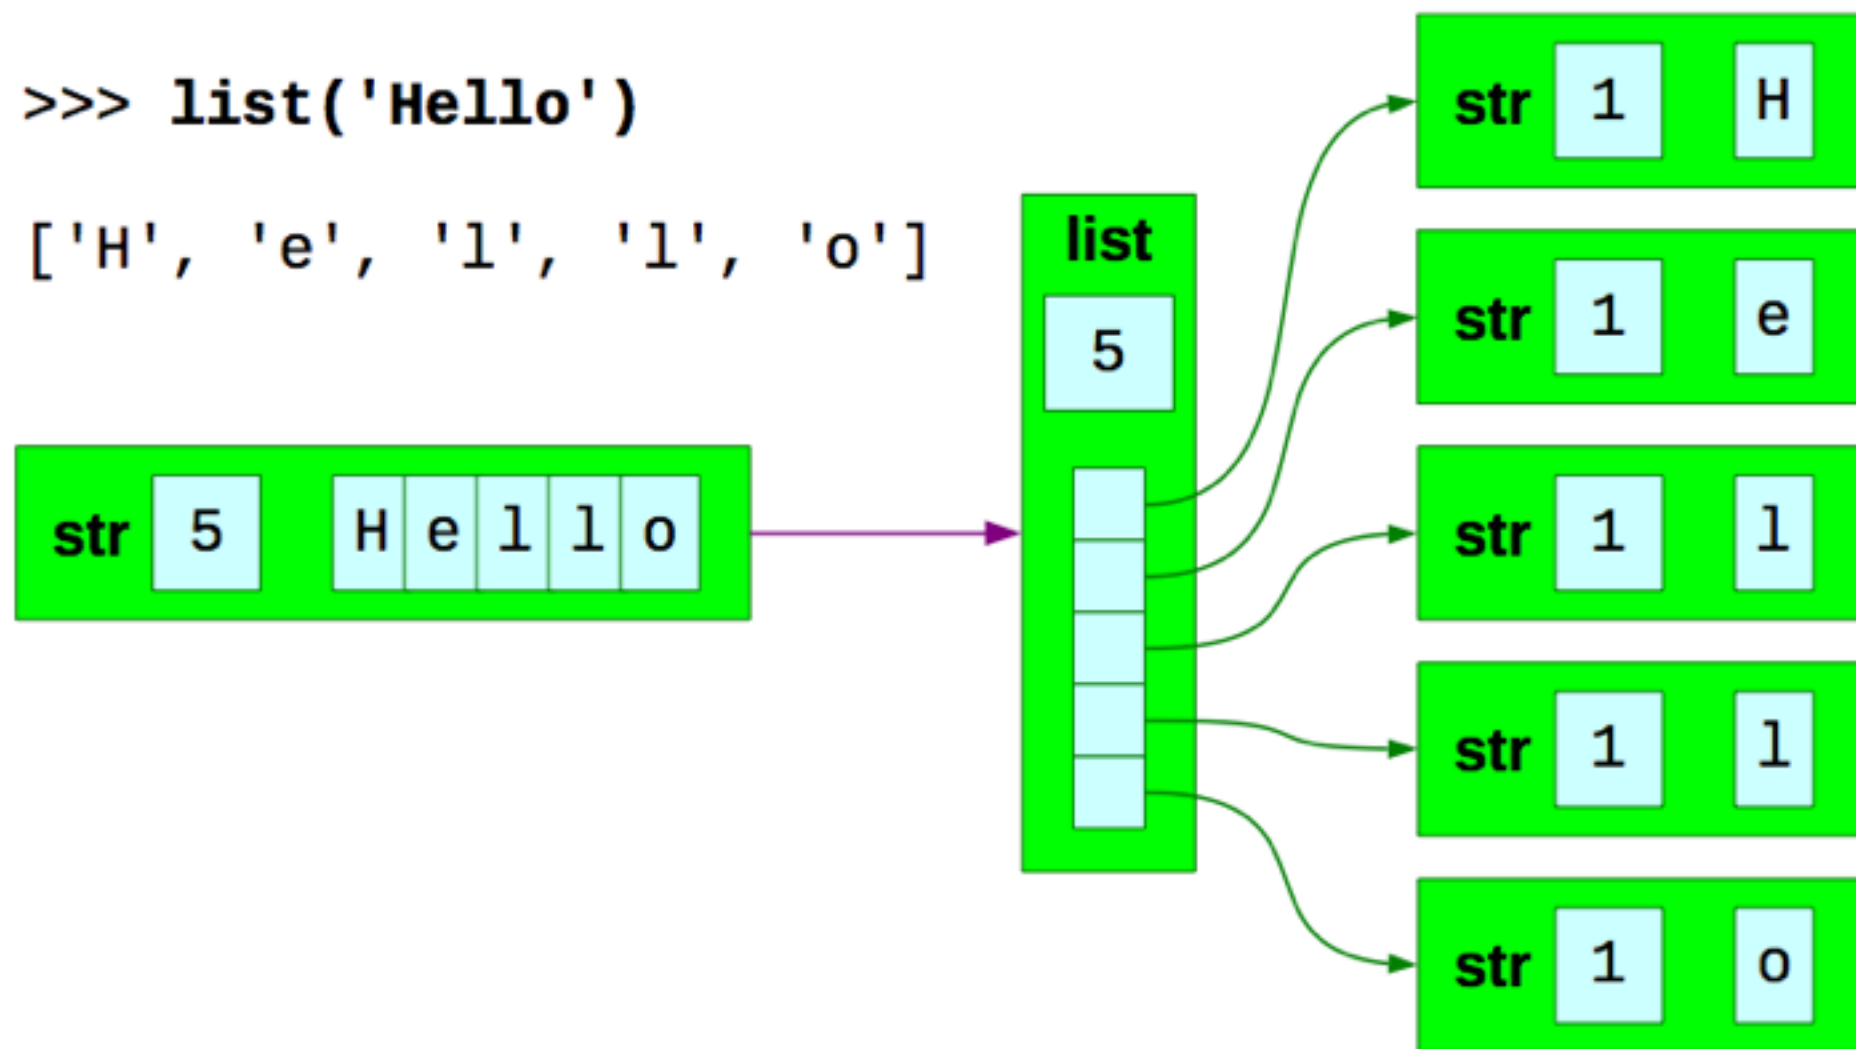 >>> list('Hello')
['H', 'e', 'l', 'l', 'o']
str 5 H e l l o
list
5
str 1 H
str 1 e
str 1 l
str 1 l
str 1 o